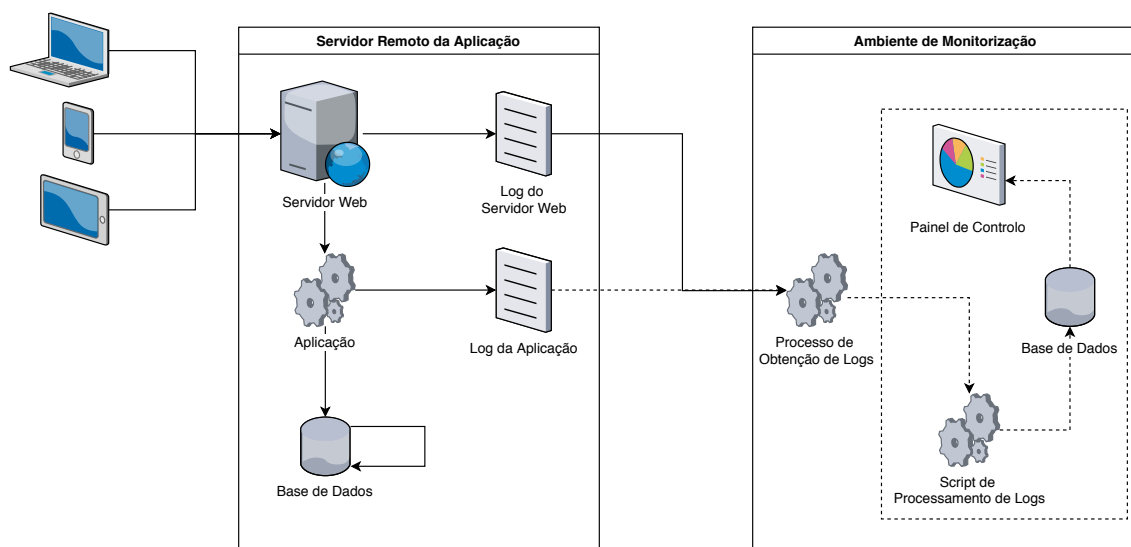 Servidor Remoto da Aplicação
Ambiente de Monitorização
Servidor Web
Log do
Servidor Web
Painel de Controlo
Aplicação
Log da Aplicação
Processo de
Obtenção de Logs
Base de Dados
Base de Dados
Script de
Processamento de Logs